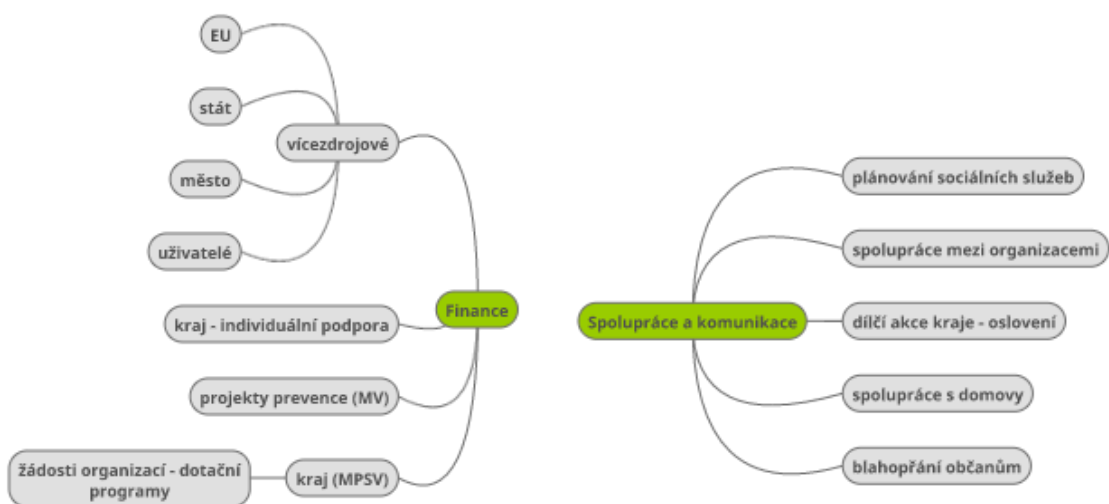 EU
stát
vícezdrojové
město
uživatelé
Finance
kraj - individuální podpora
projekty prevence (MV)
žádosti organizací - dotační
programy
kraj (MPSV)
plánování sociálních služeb
spolupráce mezi organizacemi
Spolupráce a komunikace
dílčí akce kraje - oslovení
spolupráce s domovy
blahopřání občanům